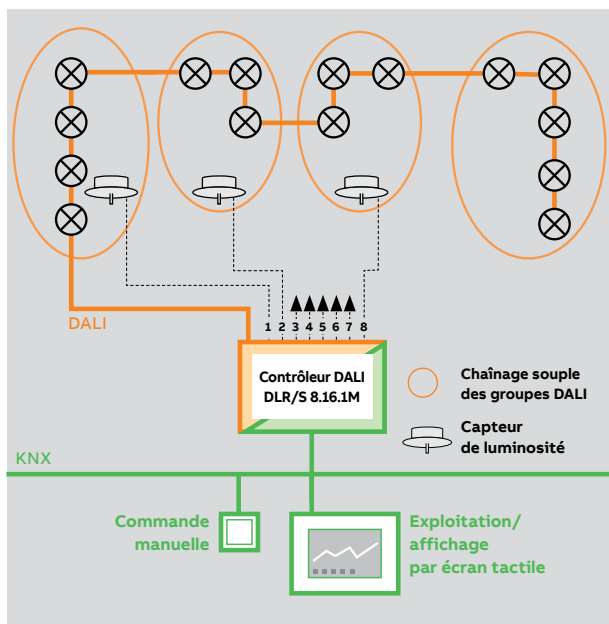 DALI
1 2 3 4 5 6 7 8
Contrôleur DALI
DLR/S 8.16.1M
Chaînage souple
des groupes DALI
Capteur
de luminosité
KNX
Commande
manuelle
Exploitation/
affichage
par écran tactile